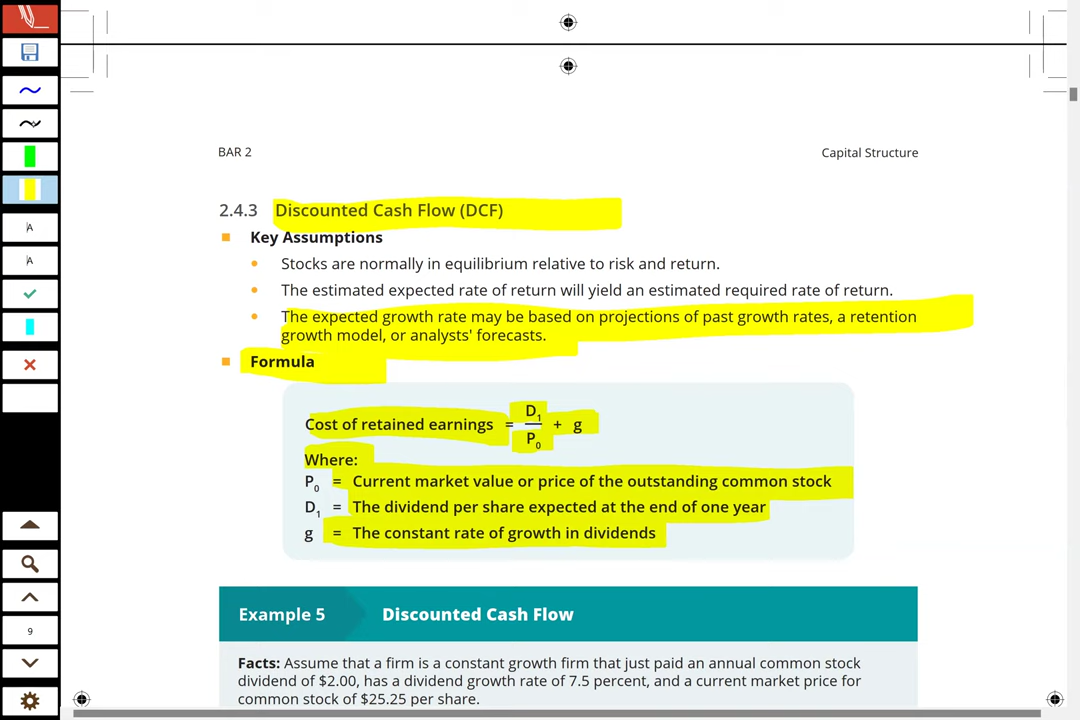 BAR 2
Capital Structure
2.4.3 Discounted Cash Flow (DCF)
Key Assumptions
Stocks are normally in equilibrium relative to risk and return.
The estimated expected rate of return will yield an estimated required rate of return.
The expected growth rate may be based on projections of past growth rates, a retention
growth model, or analysts' forecasts.
Formula
Cost of retained earnings = D₁/P₀ + g
Where:
P₀ = Current market value or price of the outstanding common stock
D₁ = The dividend per share expected at the end of one year
g = The constant rate of growth in dividends
Example 5 Discounted Cash Flow
Facts: Assume that a firm is a constant growth firm that just paid an annual common stock
dividend of $2.00, has a dividend growth rate of 7.5 percent, and a current market price for
common stock of $25.25 per share.
A
A
9